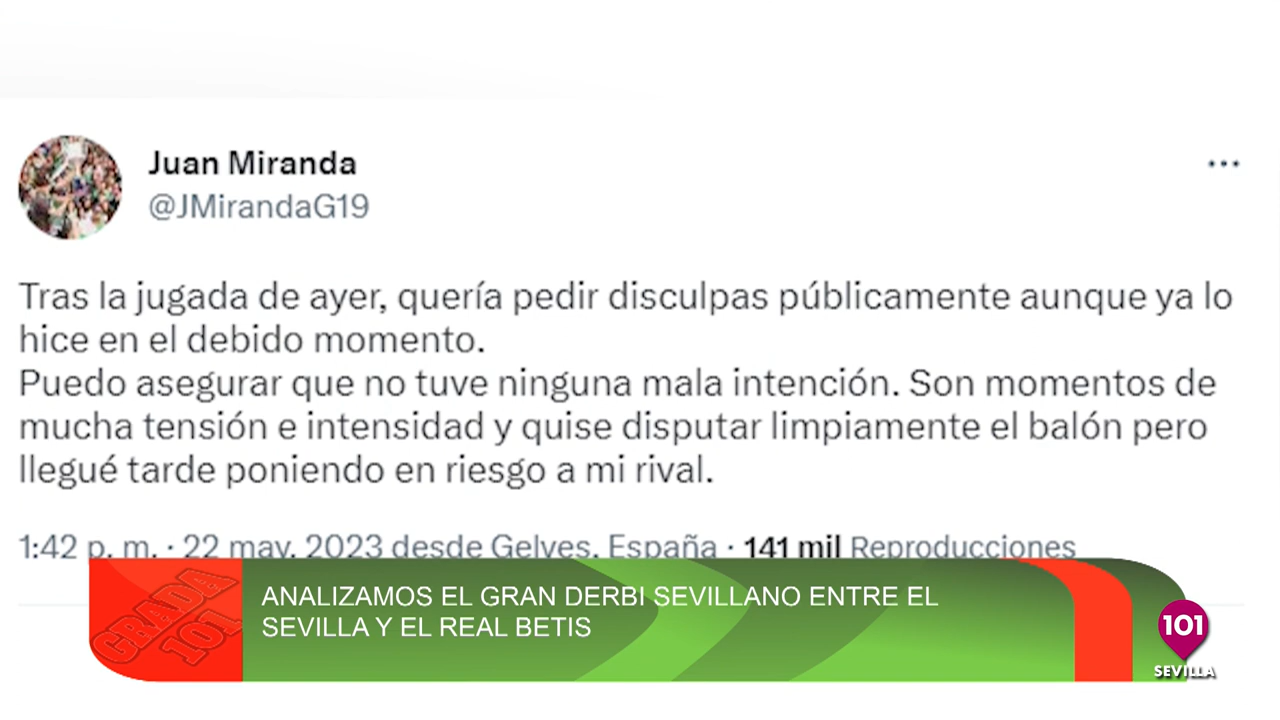 Juan Miranda
@JMirandaG19
Tras la jugada de ayer, quería pedir disculpas públicamente aunque ya lo
hice en el debido momento.
Puedo asegurar que no tuve ninguna mala intención. Son momentos de
mucha tensión e intensidad y quise disputar limpiamente el balón pero
llegué tarde poniendo en riesgo a mi rival.
1:42 p. m. · 22 may. 2023 desde Gelves, España · 141 mil Reproducciones
GRADA
101
ANALIZAMOS EL GRAN DERBI SEVILLANO ENTRE EL
SEVILLA Y EL REAL BETIS
101
SEVILLA